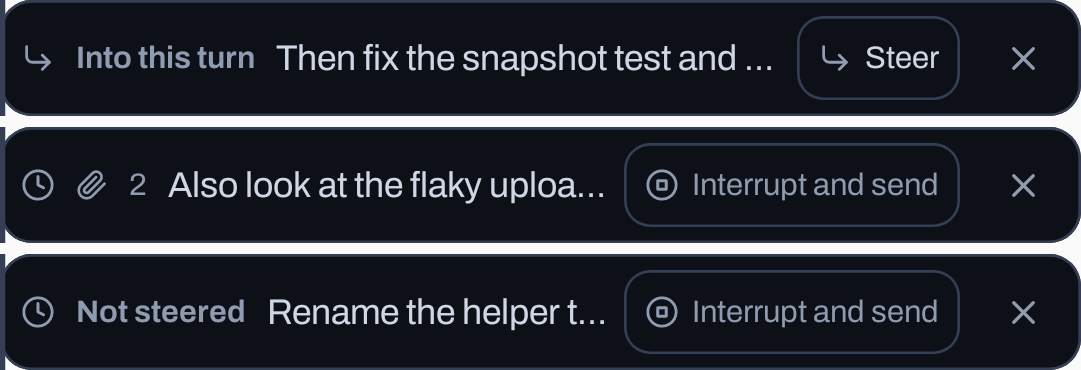 Into this turn Then fix the snapshot test and ... Steer
2 Also look at the flaky uploa... Interrupt and send
Not steered Rename the helper t... Interrupt and send